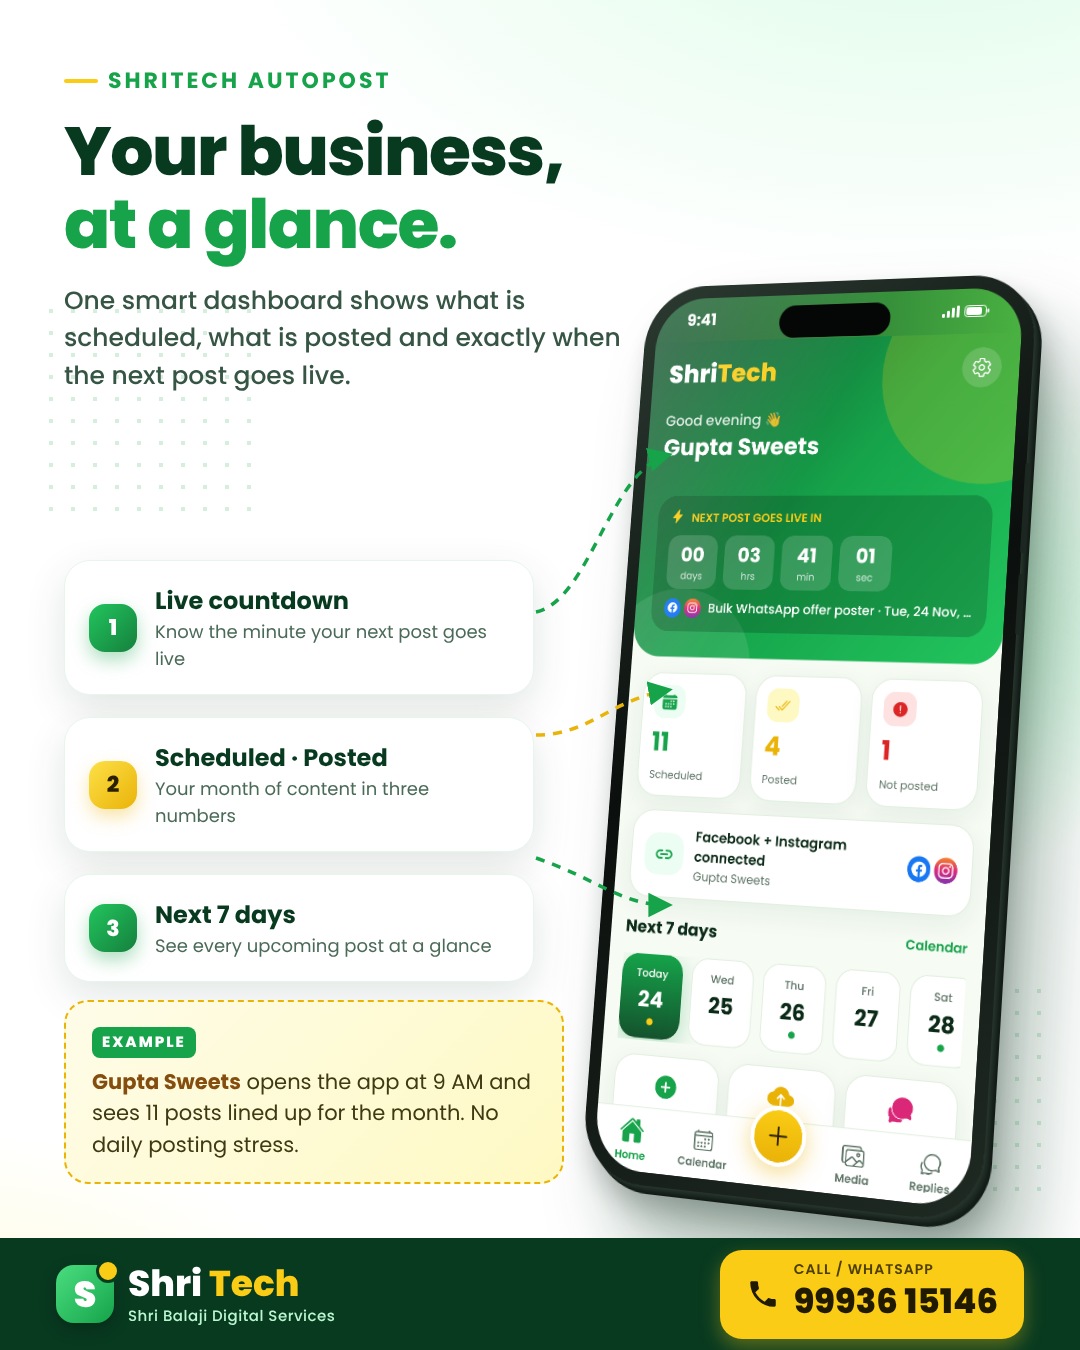 SHRITECH AUTOPOST
Your business,
at a glance.
One smart dashboard shows what is
scheduled, what is posted and exactly when
the next post goes live.
1
Live countdown
Know the minute your next post goes
live
2
Scheduled · Posted
Your month of content in three
numbers
3
Next 7 days
See every upcoming post at a glance
EXAMPLE
Gupta Sweets opens the app at 9 AM and
sees 11 posts lined up for the month. No
daily posting stress.
9:41
ShriTech
Good evening 👋
Gupta Sweets
NEXT POST GOES LIVE IN
00 03 41 01
days hrs min sec
Bulk WhatsApp offer poster · Tue, 24 Nov, ...
11 4 1
Scheduled Posted Not posted
Facebook + Instagram
connected
Gupta Sweets
Next 7 days Calendar
Today Wed Thu Fri Sat
24 25 26 27 28
Home Calendar Media Replies
S
Shri Tech
Shri Balaji Digital Services
CALL / WHATSAPP
99936 15146